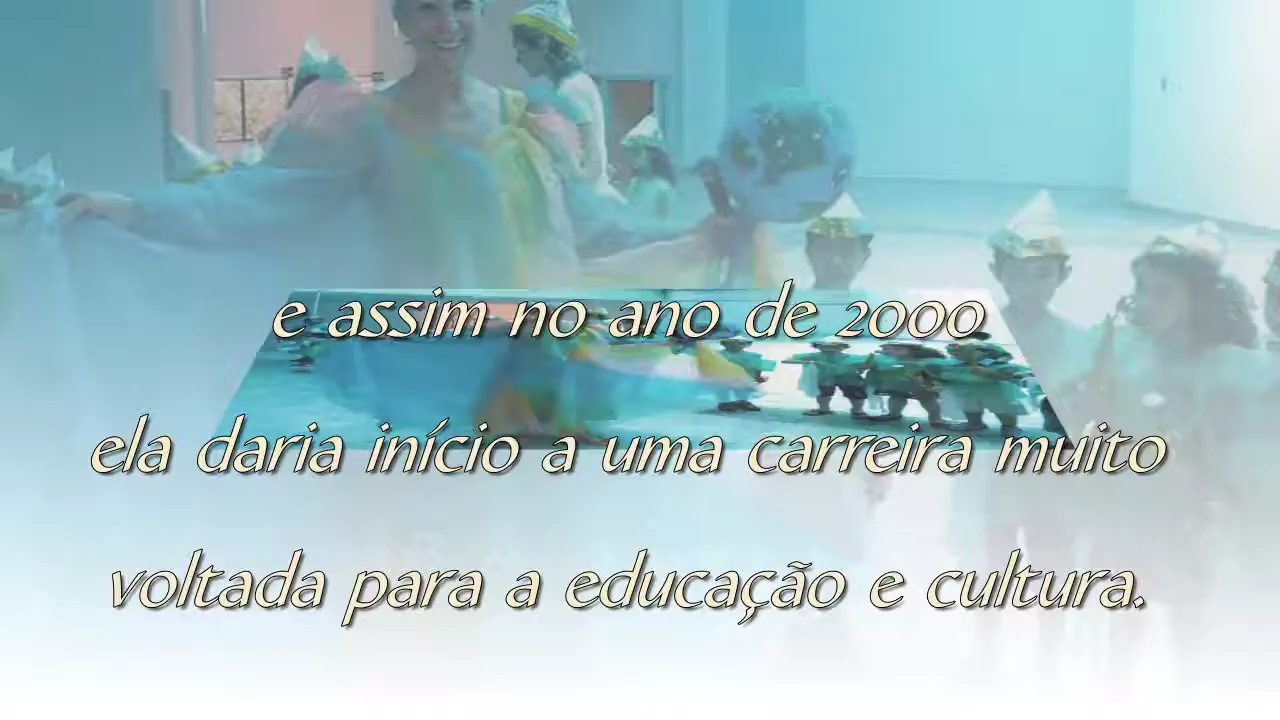 e assim no ano de 2000
ela daria início a uma carreira muito
voltada para a educação e cultura.